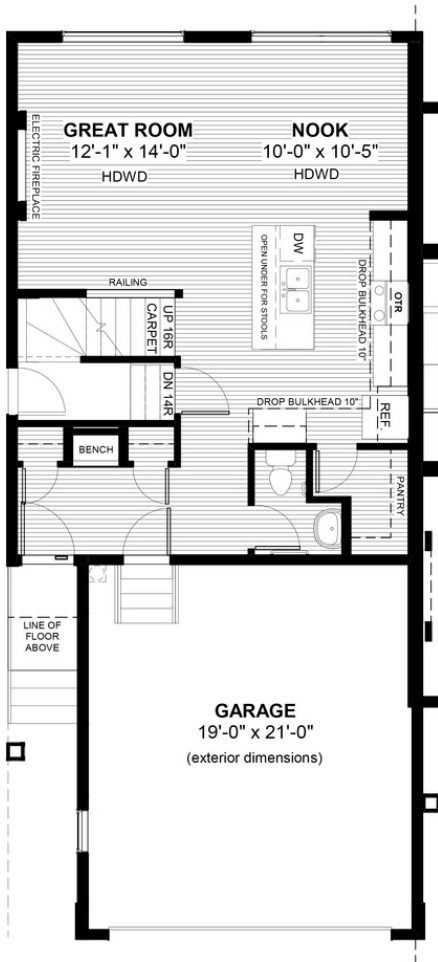 GREAT ROOM
12'-1" x 14'-0"
HDWD
NOOK
10'-0" x 10'-5"
HDWD
ELECTRIC FIREPLACE
DW
OPEN UNDER FOR STOOLS
DROP BULKHEAD 10"
OTR
RAILING
UP 16R
CARPET
DN 14R
DROP BULKHEAD 10"
REF.
BENCH
PANTRY
LINE OF
FLOOR
ABOVE
GARAGE
19'-0" x 21'-0"
(exterior dimensions)